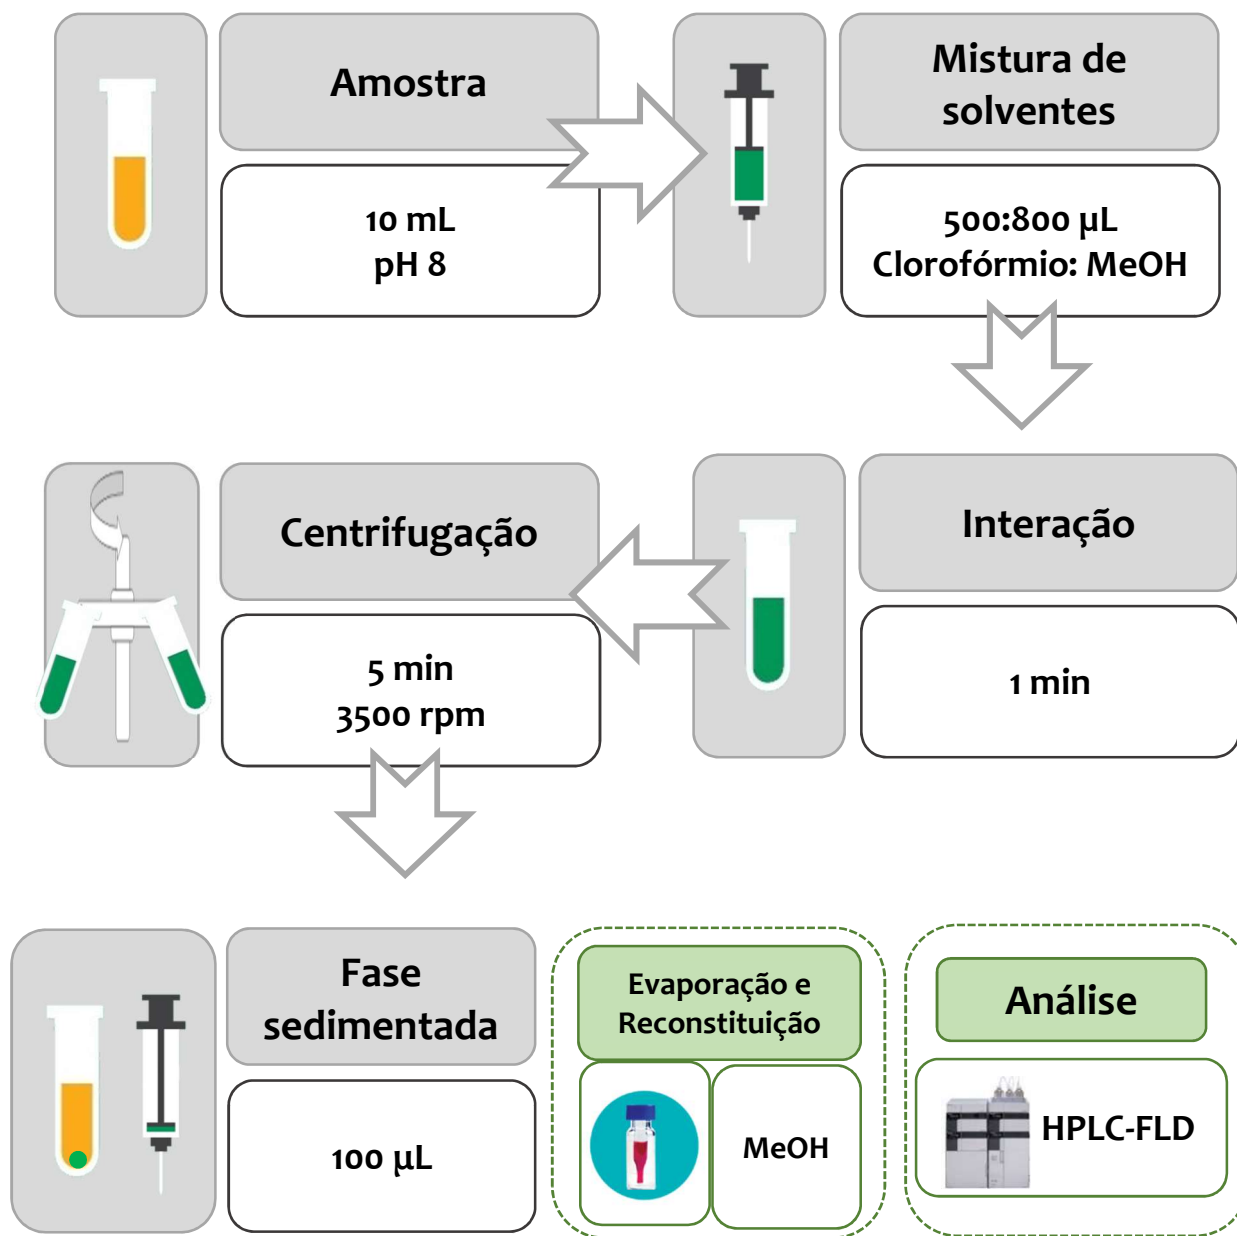 Amostra
10 mL
pH 8
Mistura de
solventes
500:800 µL
Clorofórmio: MeOH
Interação
1 min
Centrifugação
5 min
3500 rpm
Fase
sedimentada
100 µL
Evaporação e
Reconstituição
MeOH
Análise
HPLC-FLD